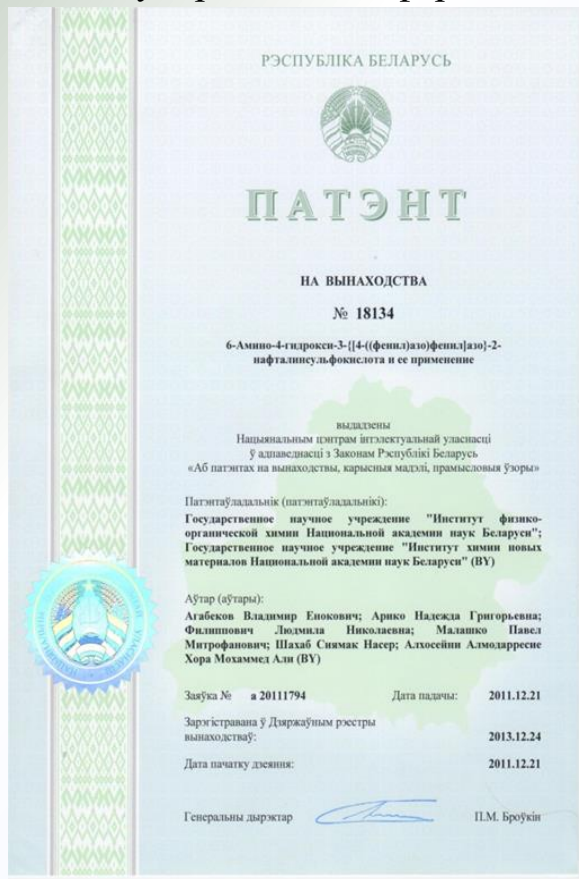 РЭСПУБЛІКА БЕЛАРУСЬ
ПАТЭНТ
НА ВЫНАХОДСТВА
№ 18134
6-Амино-4-гидрокси-3-{[4-((фенил)азо)фенил]азо}-2-
нафталинсульфокислота и ее применение
выдадзены
Нацыянальным цэнтрам інтэлектуальнай уласнасці
ў адпаведнасці з Законам Рэспублікі Беларусь
«Аб патэнтах на вынаходствы, карысныя мадэлі, прамысловыя ўзоры»
Патэнтаўладальнік (патэнтаўладальнікі):
Государственное научное учреждение "Институт физико-
органической химии Национальной академии наук Беларуси";
Государственное научное учреждение "Институт химии новых
материалов Национальной академии наук Беларуси" (BY)
Аўтар (аўтары):
Агабеков Владимир Енокович; Арико Надежда Григорьевна;
Филиппович Людмила Николаевна; Малашко Павел
Митрофанович; Шахаб Сиямак Насер; Алхосейни Алмодарресие
Хора Мохаммед Али (BY)
Заяўка № a 20111794 Дата падачы: 2011.12.21
Зарэгістравана ў Дзяржаўным рэестры
вынаходстваў: 2013.12.24
Дата пачатку дзеяння: 2011.12.21
Генеральны дырэктар П.М. Броўкін